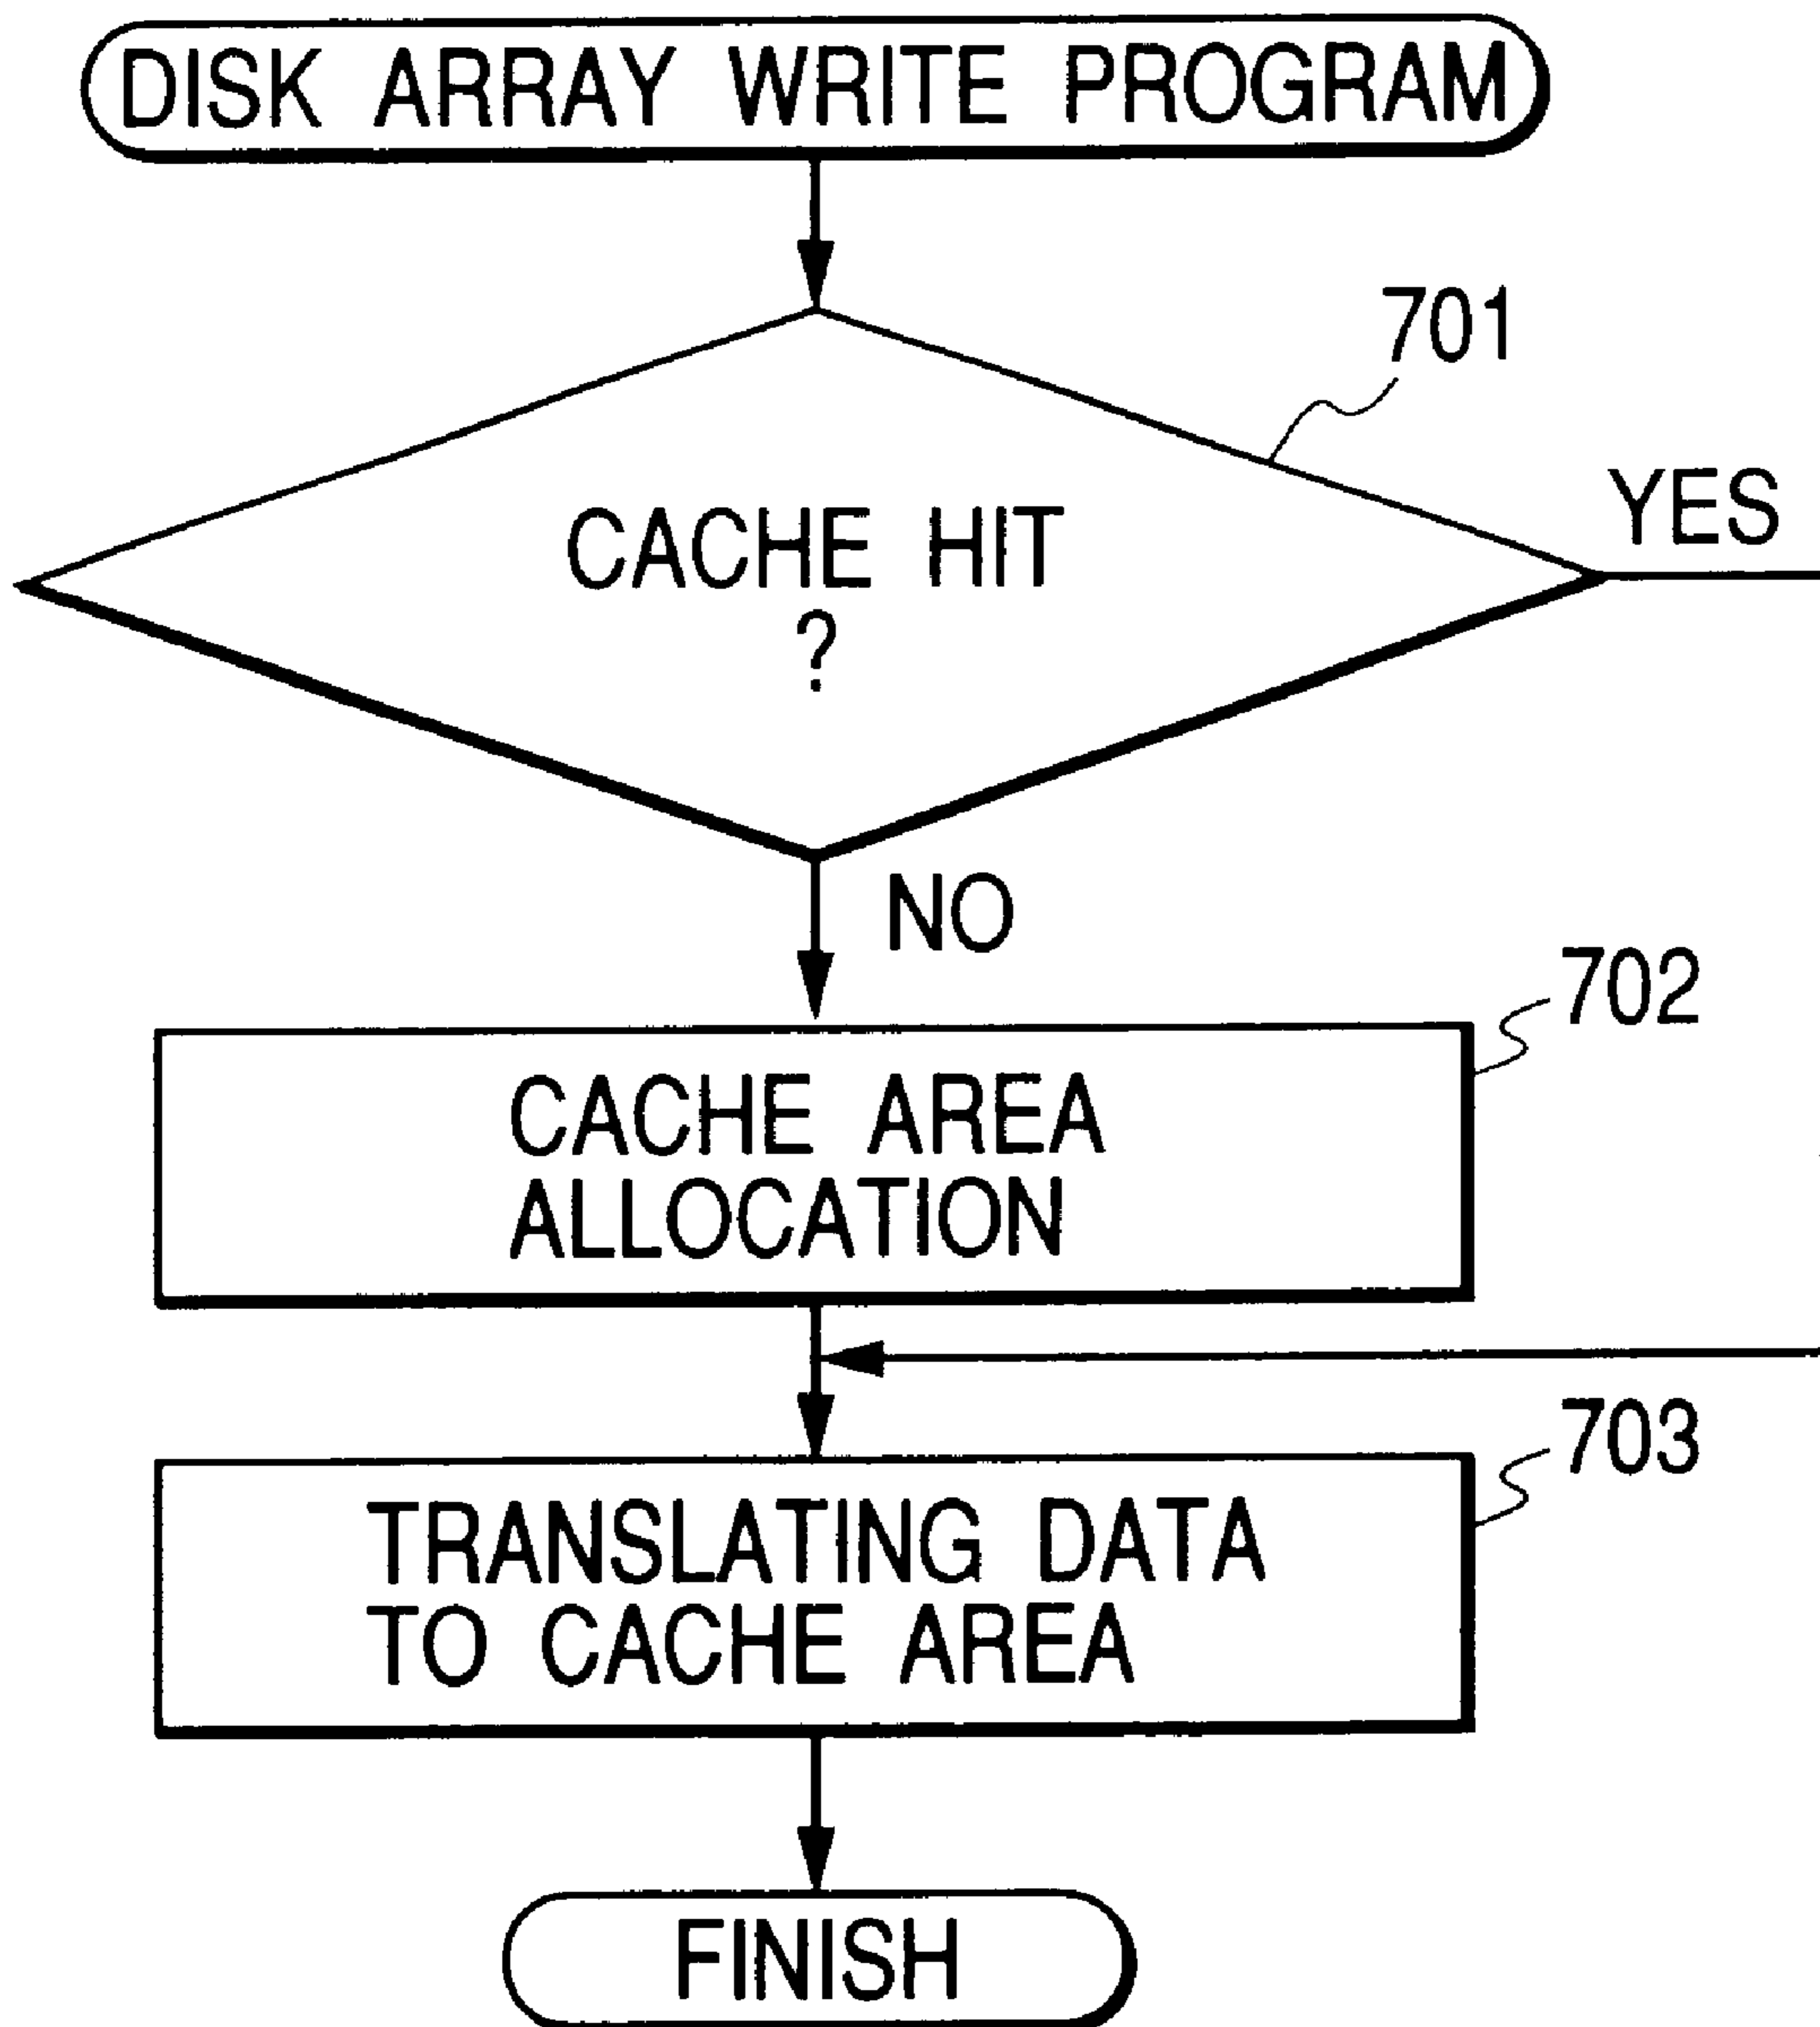 DISK ARRAY WRITE PROGRAM
701
YES
CACHE HIT
?
NO
702
CACHE AREA
ALLOCATION
703
TRANSLATING DATA
TO CACHE AREA
FINISH